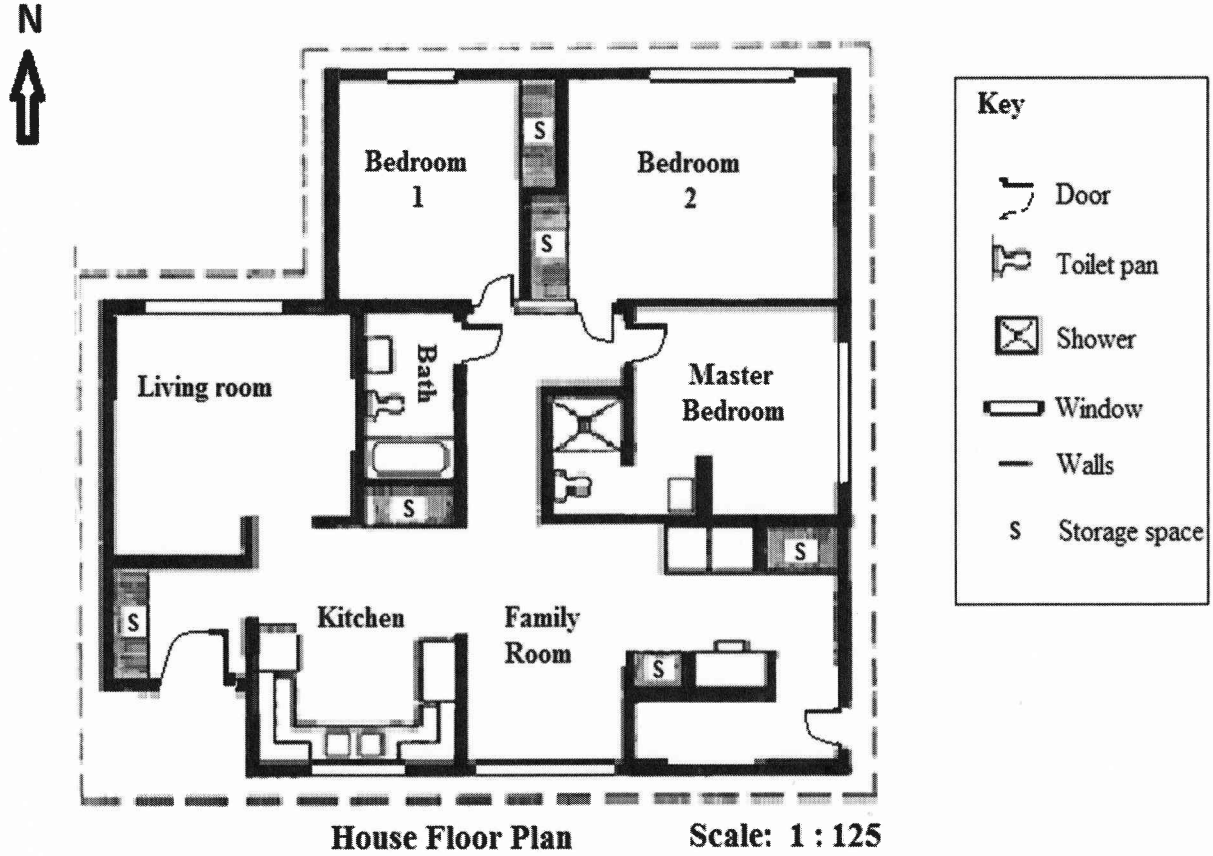 N
Bedroom
1
S
Bedroom
2
S
Living room
Bath
Master
Bedroom
S
S
S
Kitchen
Family
Room
S
House Floor Plan
Scale: 1 : 125
Key
Door
Toilet pan
Shower
Window
Walls
S Storage space